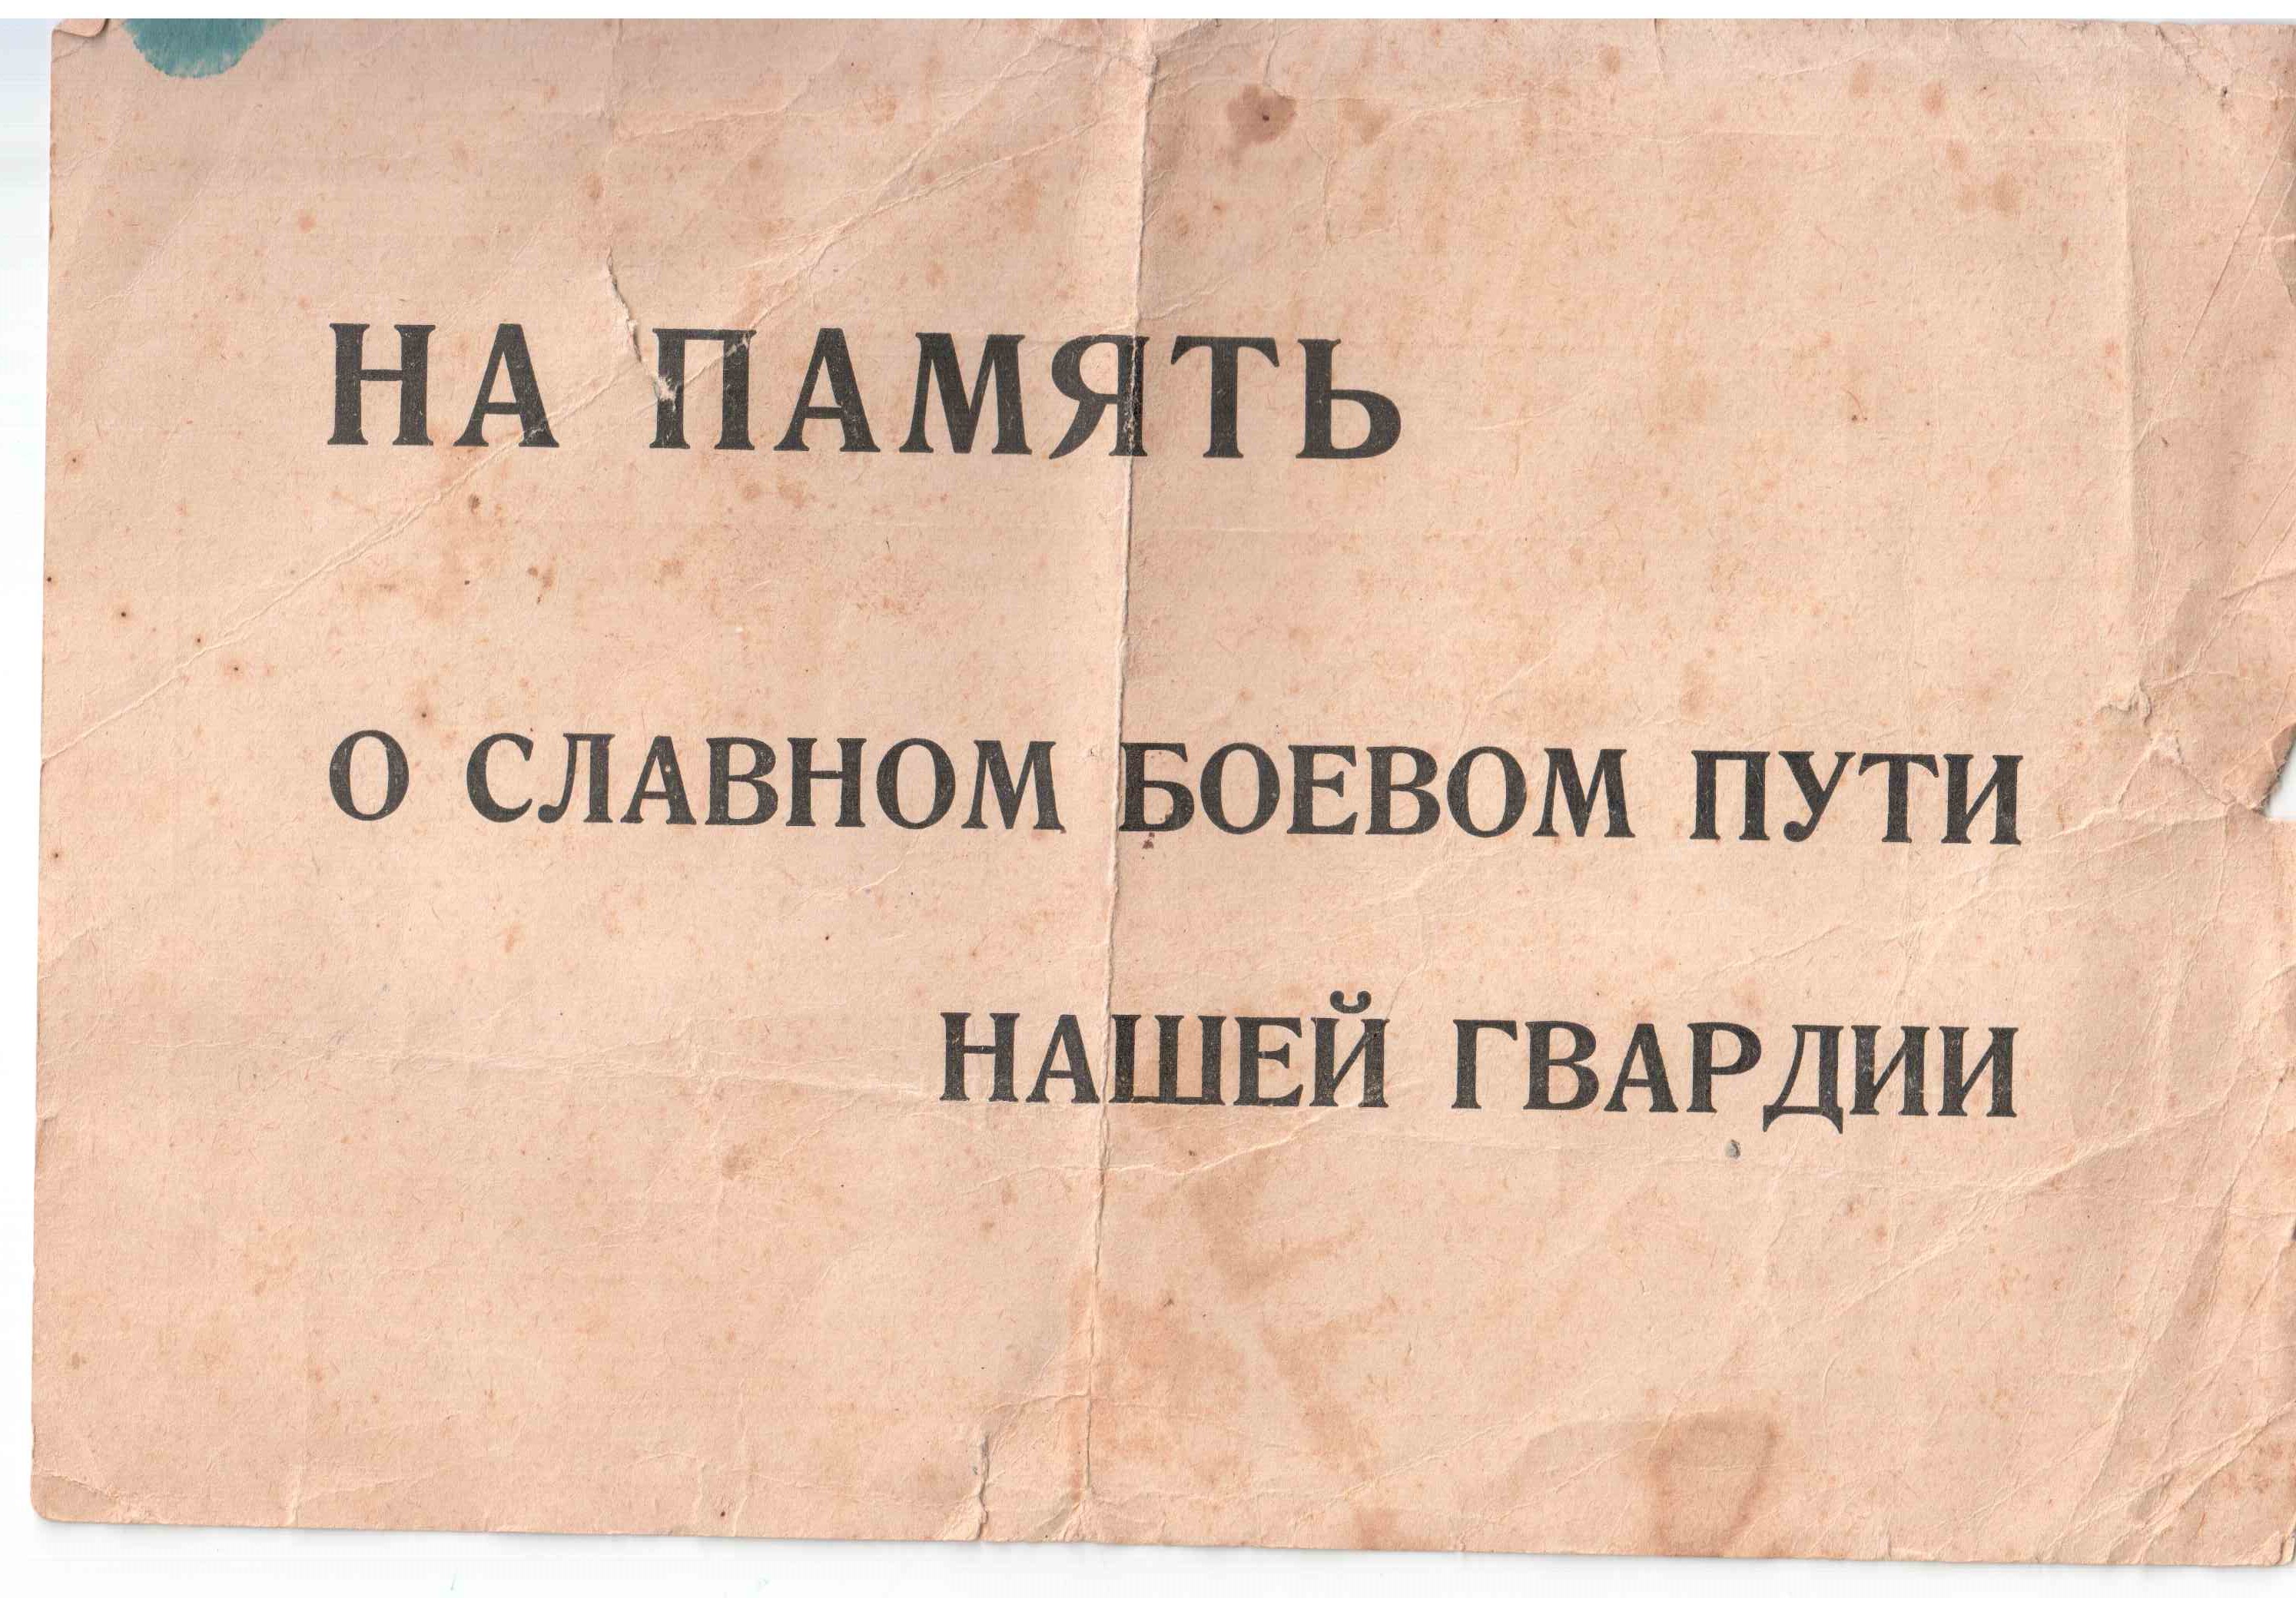 НА ПАМЯТЬ
О СЛАВНОМ БОЕВОМ ПУТИ
НАШЕЙ ГВАРДИИ